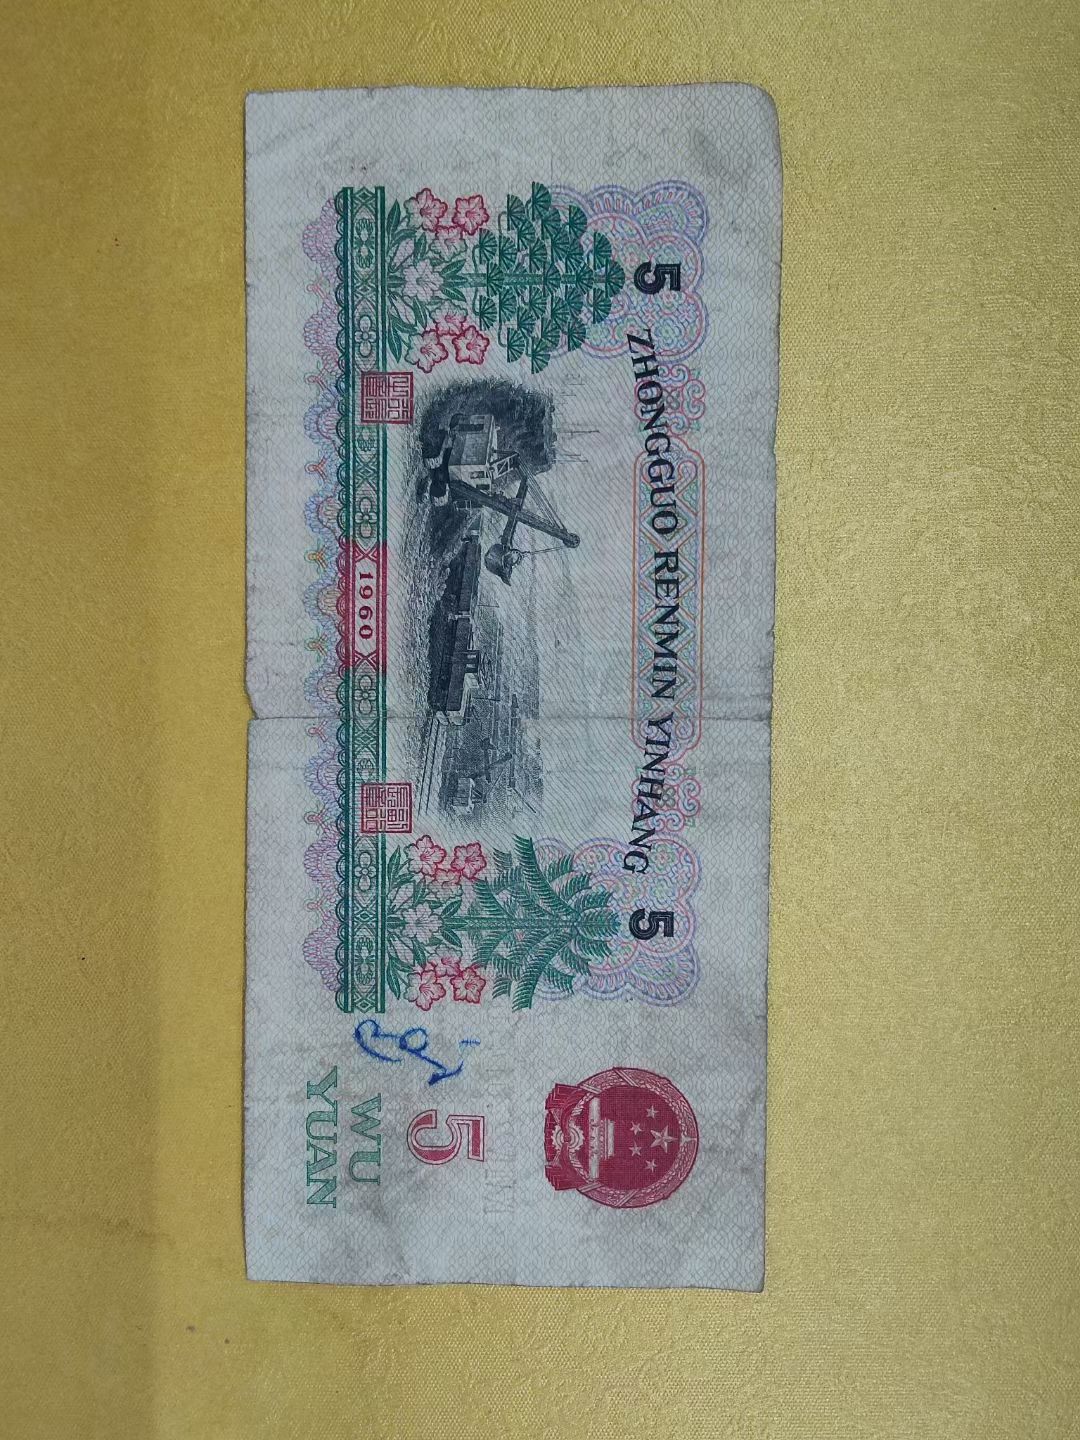 5 ZHONGGUO RENMIN YINHANG 5
5
WU
YUAN
1960